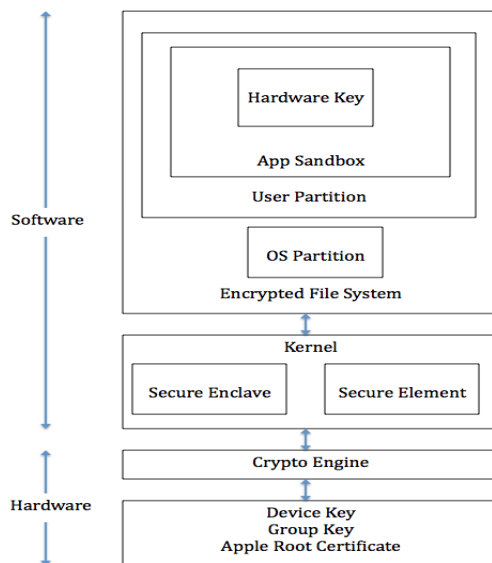 Hardware Key
App Sandbox
User Partition
Software
OS Partition
Encrypted File System
Kernel
Secure Enclave
Secure Element
Crypto Engine
Hardware
Device Key
Group Key
Apple Root Certificate